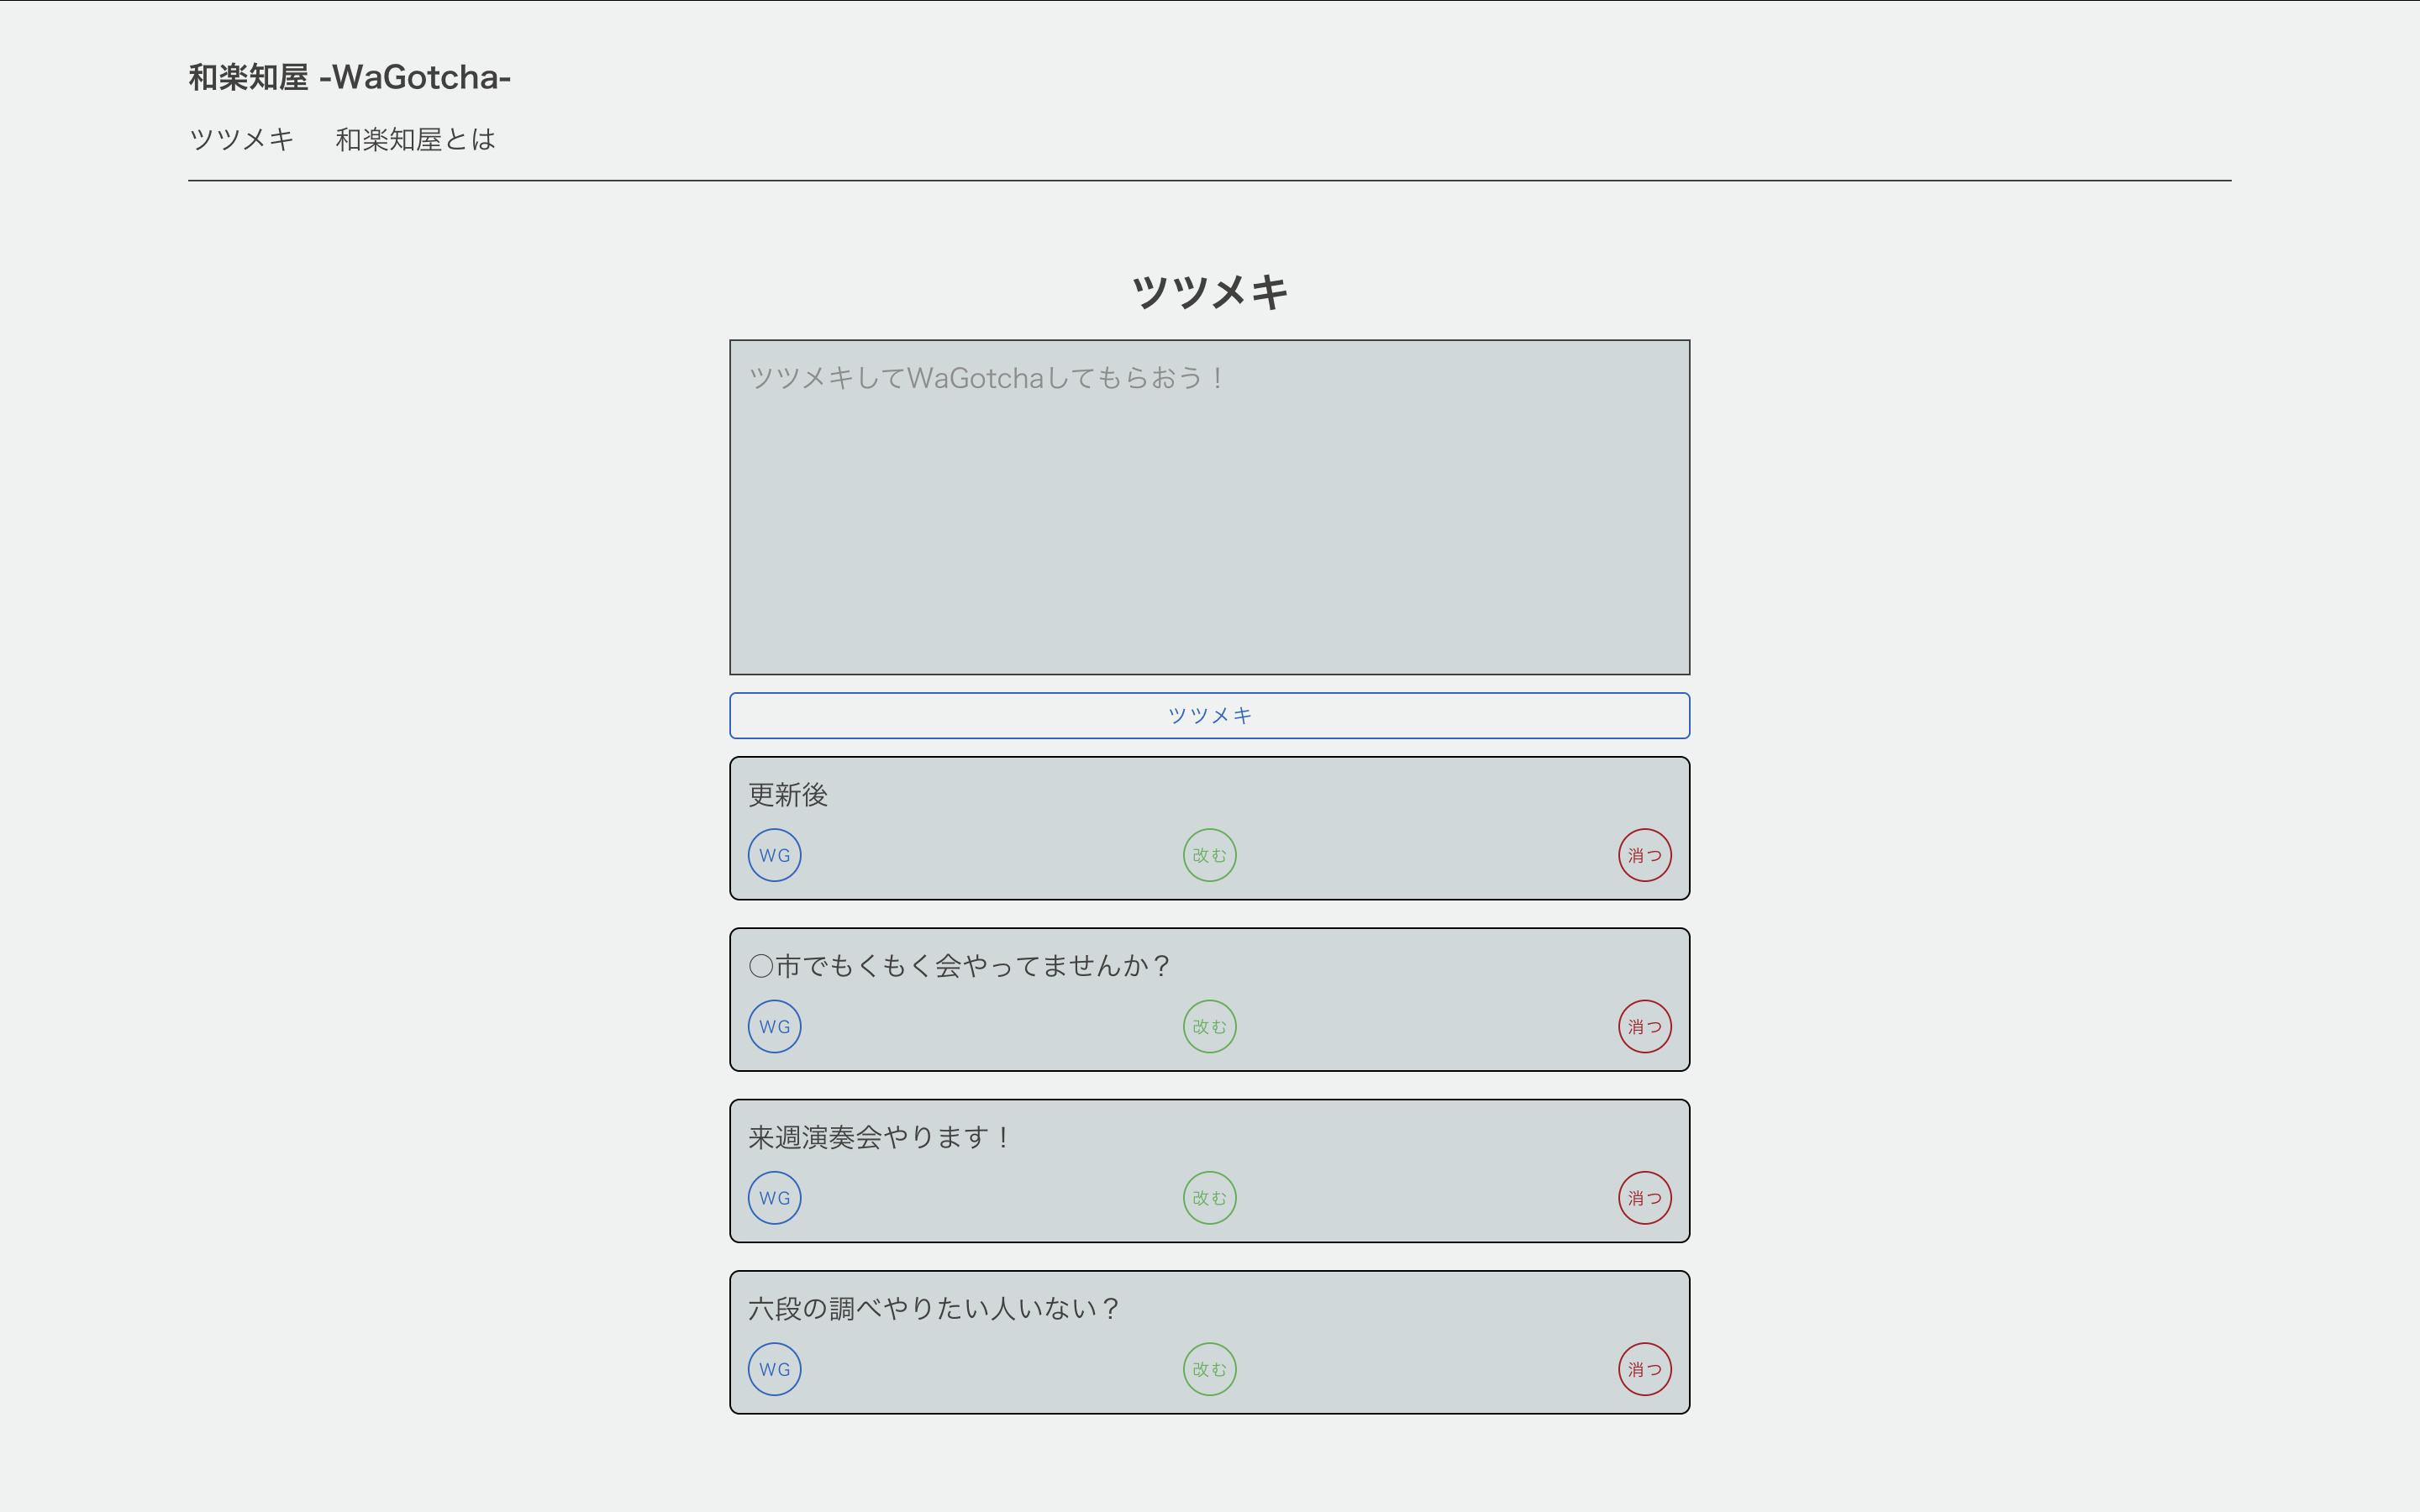 和楽知屋 -WaGotcha-
ツツメキ 和楽知屋とは
ツツメキ
ツツメキしてWaGotchaしてもらおう！
ツツメキ
更新後
WG 改む 消つ
〇市でもくもく会やってませんか？
WG 改む 消つ
来週演奏会やります！
WG 改む 消つ
六段の調べやりたい人いない？
WG 改む 消つ